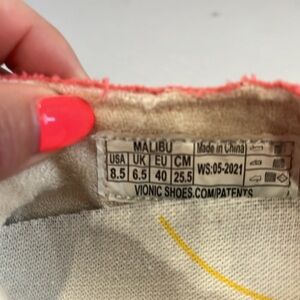 MALIBU
Made in China
USA UK EU CM
8.5 6.5 40 25.5
WS:05-2021
VIONIC SHOES.COM/PATENTS